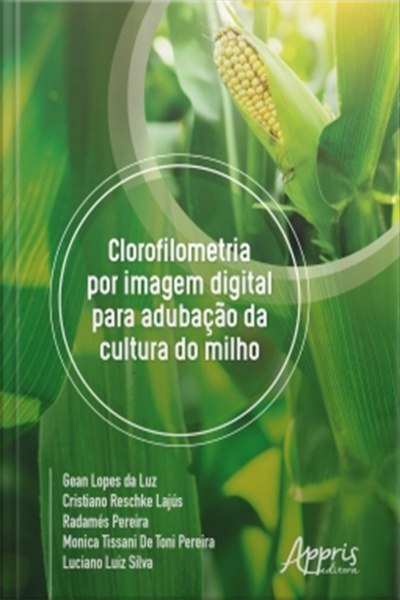 Clorofilometria
por imagem digital
para adubação da
cultura do milho
Gean Lopes da Luz
Cristiano Reschke Lajús
Radamés Pereira
Monica Tissani De Toni Pereira
Luciano Luiz Silva
Appris
editora